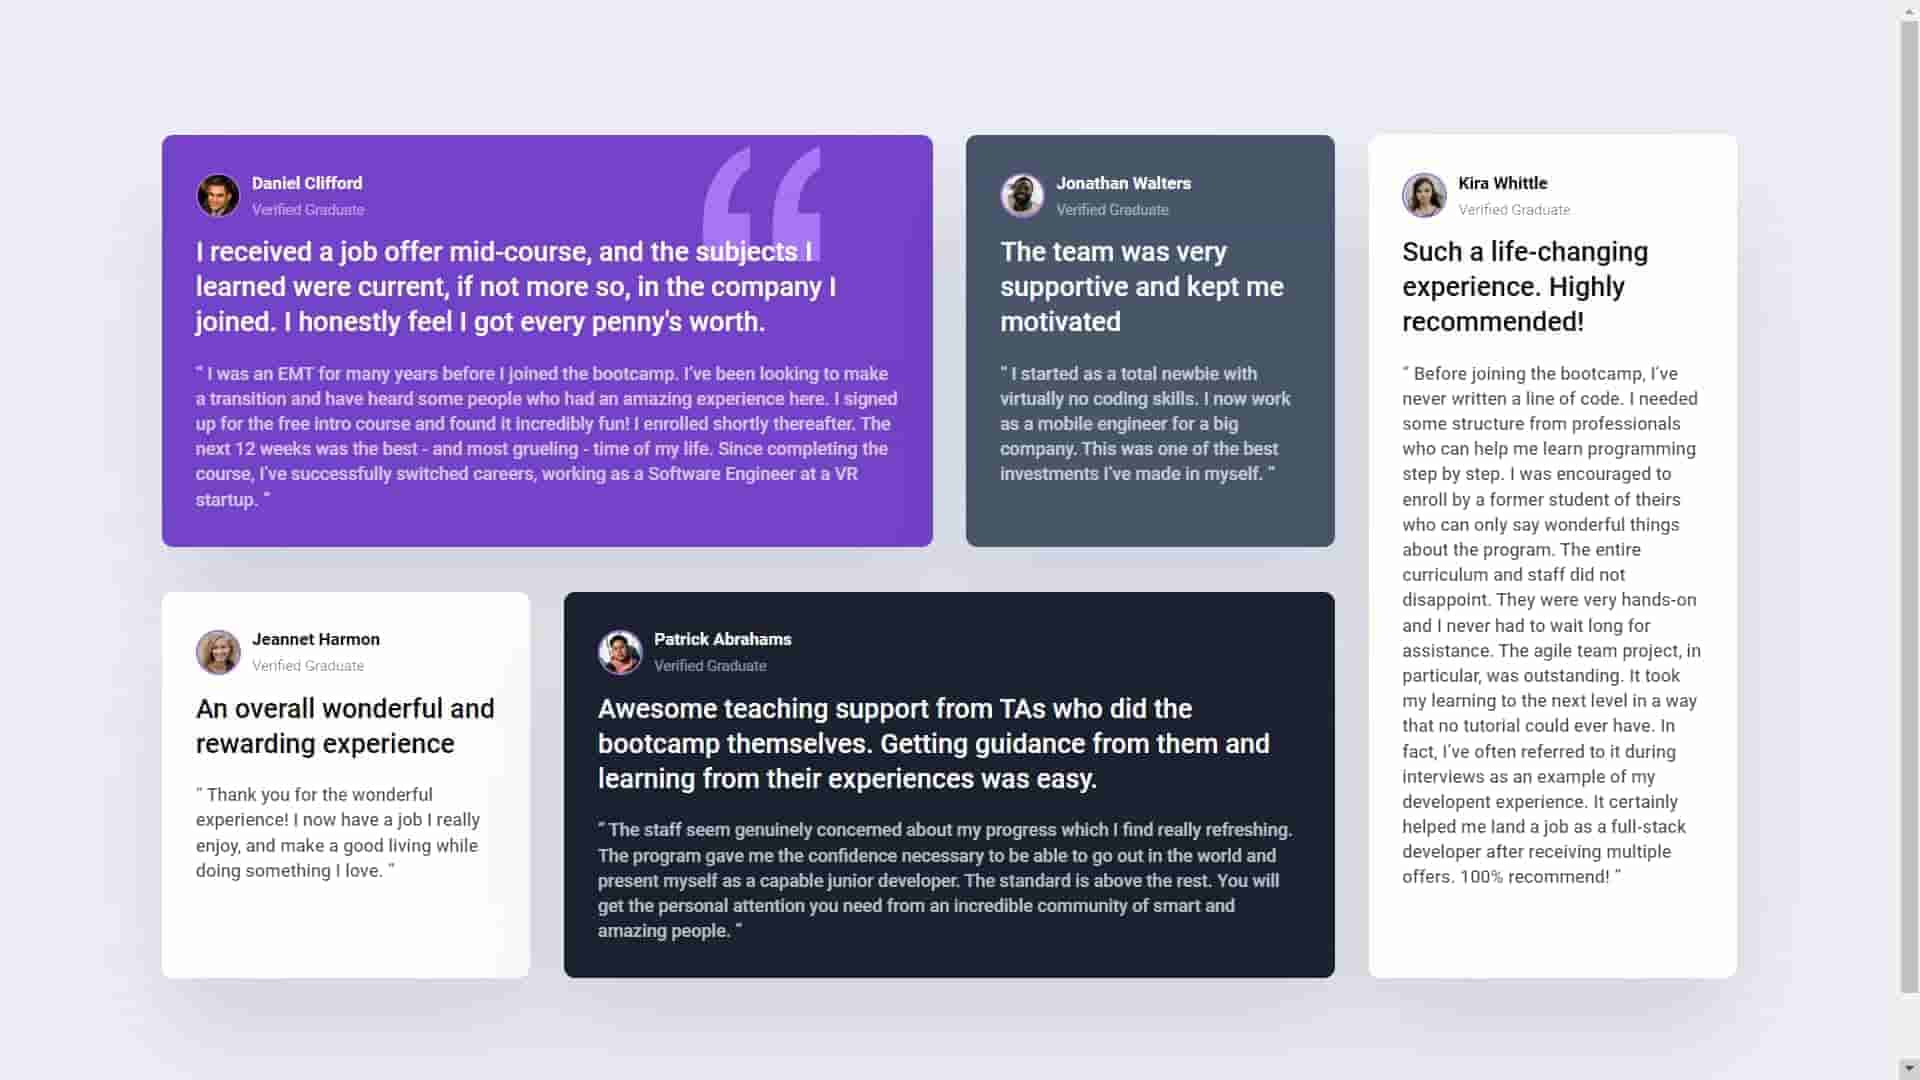 Daniel Clifford
Verified Graduate
I received a job offer mid-course, and the subjects I
learned were current, if not more so, in the company I
joined. I honestly feel I got every penny's worth.
“ I was an EMT for many years before I joined the bootcamp. I’ve been looking to make
a transition and have heard some people who had an amazing experience here. I signed
up for the free intro course and found it incredibly fun! I enrolled shortly thereafter. The
next 12 weeks was the best - and most grueling - time of my life. Since completing the
course, I’ve successfully switched careers, working as a Software Engineer at a VR
startup. ”
Jonathan Walters
Verified Graduate
The team was very
supportive and kept me
motivated
“ I started as a total newbie with
virtually no coding skills. I now work
as a mobile engineer for a big
company. This was one of the best
investments I’ve made in myself. ”
Kira Whittle
Verified Graduate
Such a life-changing
experience. Highly
recommended!
“ Before joining the bootcamp, I’ve
never written a line of code. I needed
some structure from professionals
who can help me learn programming
step by step. I was encouraged to
enroll by a former student of theirs
who can only say wonderful things
about the program. The entire
curriculum and staff did not
disappoint. They were very hands-on
and I never had to wait long for
assistance. The agile team project, in
particular, was outstanding. It took
my learning to the next level in a way
that no tutorial could ever have. In
fact, I’ve often referred to it during
interviews as an example of my
developent experience. It certainly
helped me land a job as a full-stack
developer after receiving multiple
offers. 100% recommend! ”
Jeannet Harmon
Verified Graduate
An overall wonderful and
rewarding experience
“ Thank you for the wonderful
experience! I now have a job I really
enjoy, and make a good living while
doing something I love. ”
Patrick Abrahams
Verified Graduate
Awesome teaching support from TAs who did the
bootcamp themselves. Getting guidance from them and
learning from their experiences was easy.
“ The staff seem genuinely concerned about my progress which I find really refreshing.
The program gave me the confidence necessary to be able to go out in the world and
present myself as a capable junior developer. The standard is above the rest. You will
get the personal attention you need from an incredible community of smart and
amazing people. ”